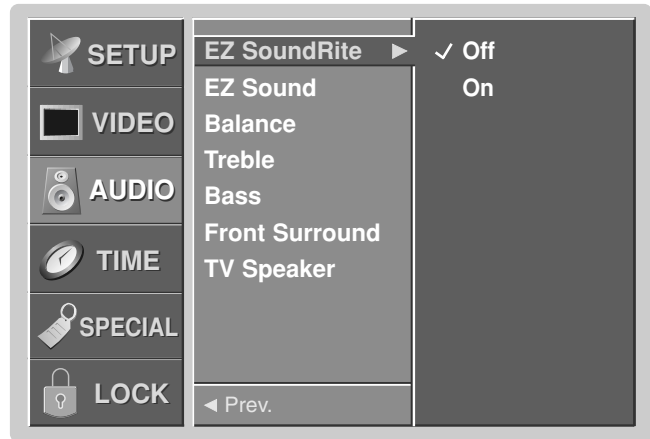 SETUP
VIDEO
AUDIO
TIME
SPECIAL
LOCK
EZ SoundRite ►
EZ Sound
Balance
Treble
Bass
Front Surround
TV Speaker
◄ Prev.
✓ Off
On